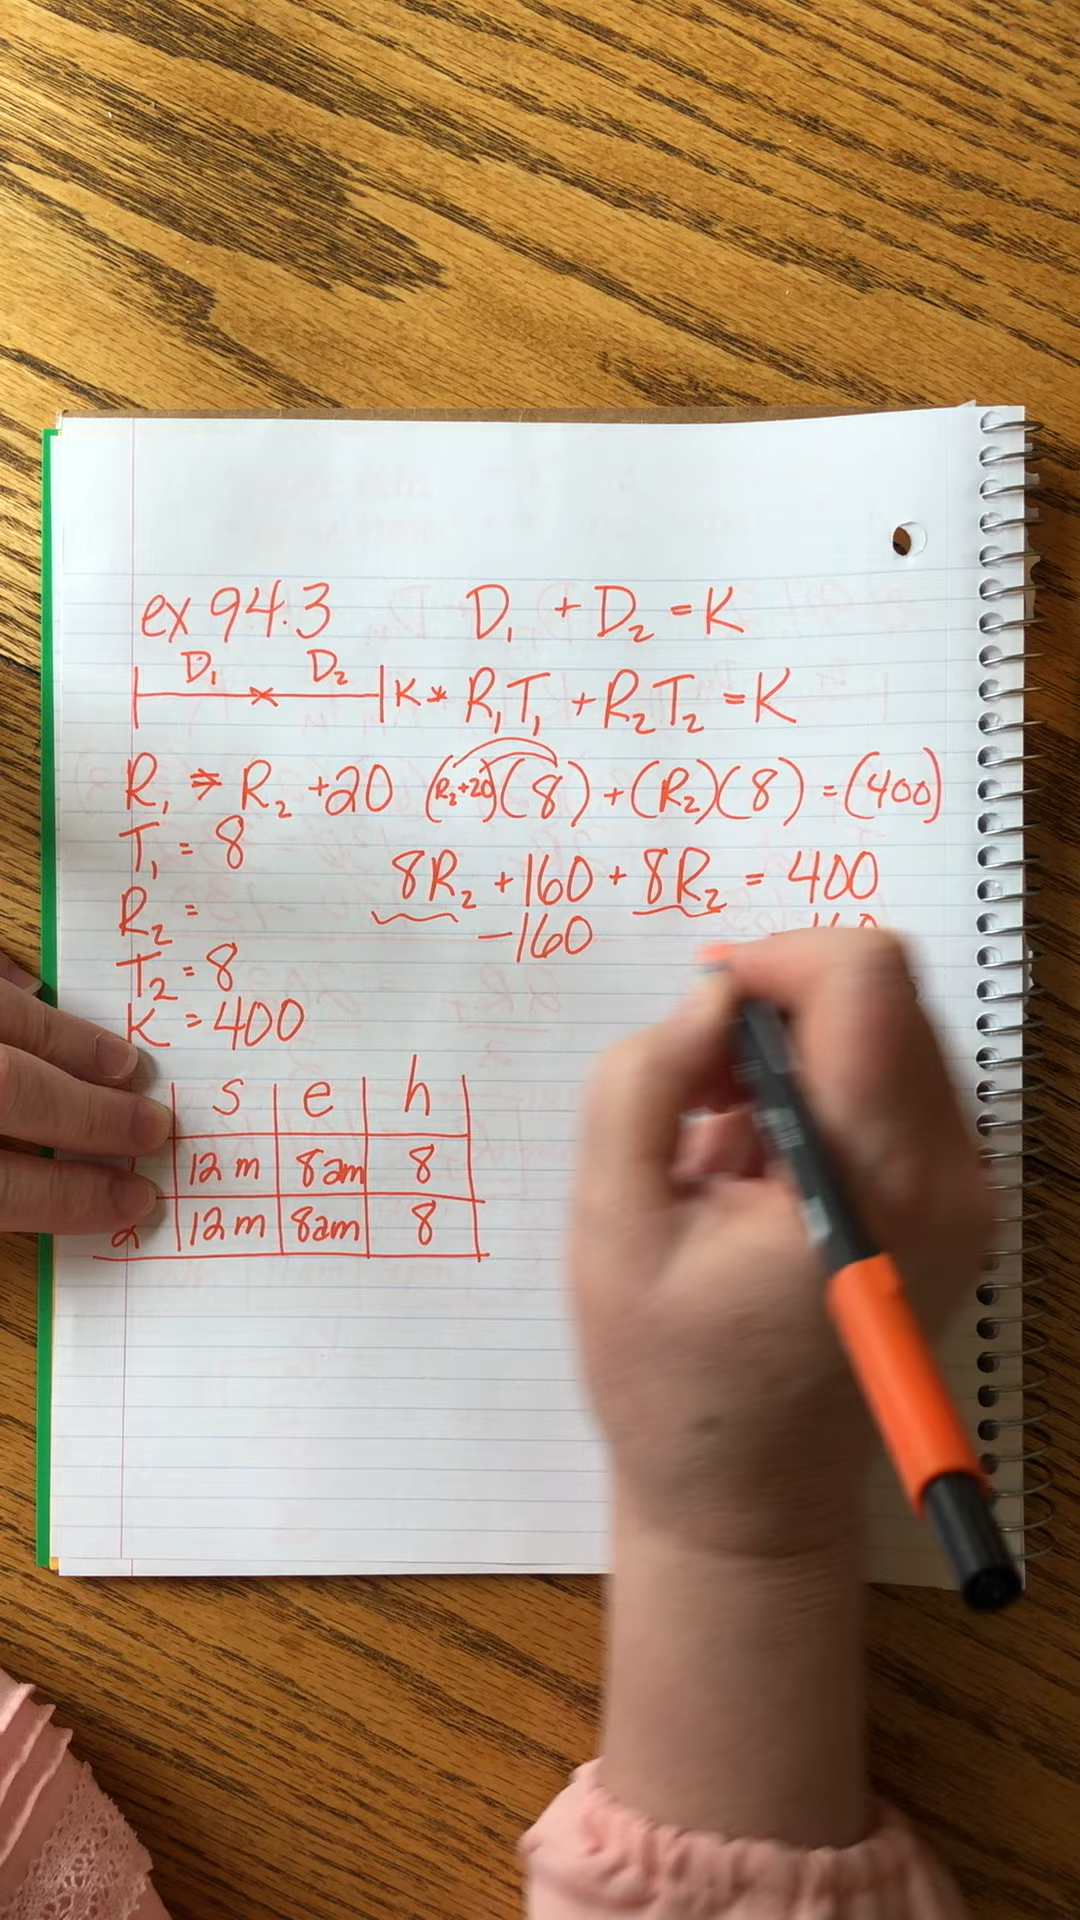 ex 94.3
D₁ + D₂ = K
D₁ D₂
K * R₁T₁ + R₂T₂ = K
R₁ = R₂ + 20
(R₂+20)(8) + (R₂)(8) = (400)
T₁ = 8
8R₂ + 160 + 8R₂ = 400
R₂ =
-160
T₂ = 8
K = 400
s e h
12m 8am 8
2 12m 8am 8